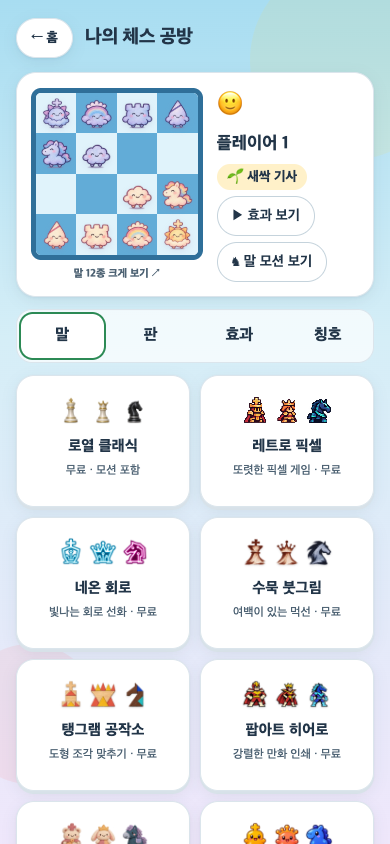 ← 홈
나의 체스 공방
플레이어 1
🌱 새싹 기사
▶ 효과 보기
♞ 말 모션 보기
말 12종 크게 보기 ↗
말
판
효과
칭호
로열 클래식
무료 · 모션 포함
레트로 픽셀
또렷한 픽셀 게임 · 무료
네온 회로
빛나는 회로 선화 · 무료
수묵 붓그림
여백이 있는 먹선 · 무료
탱그램 공작소
도형 조각 맞추기 · 무료
팝아트 히어로
강렬한 만화 인쇄 · 무료